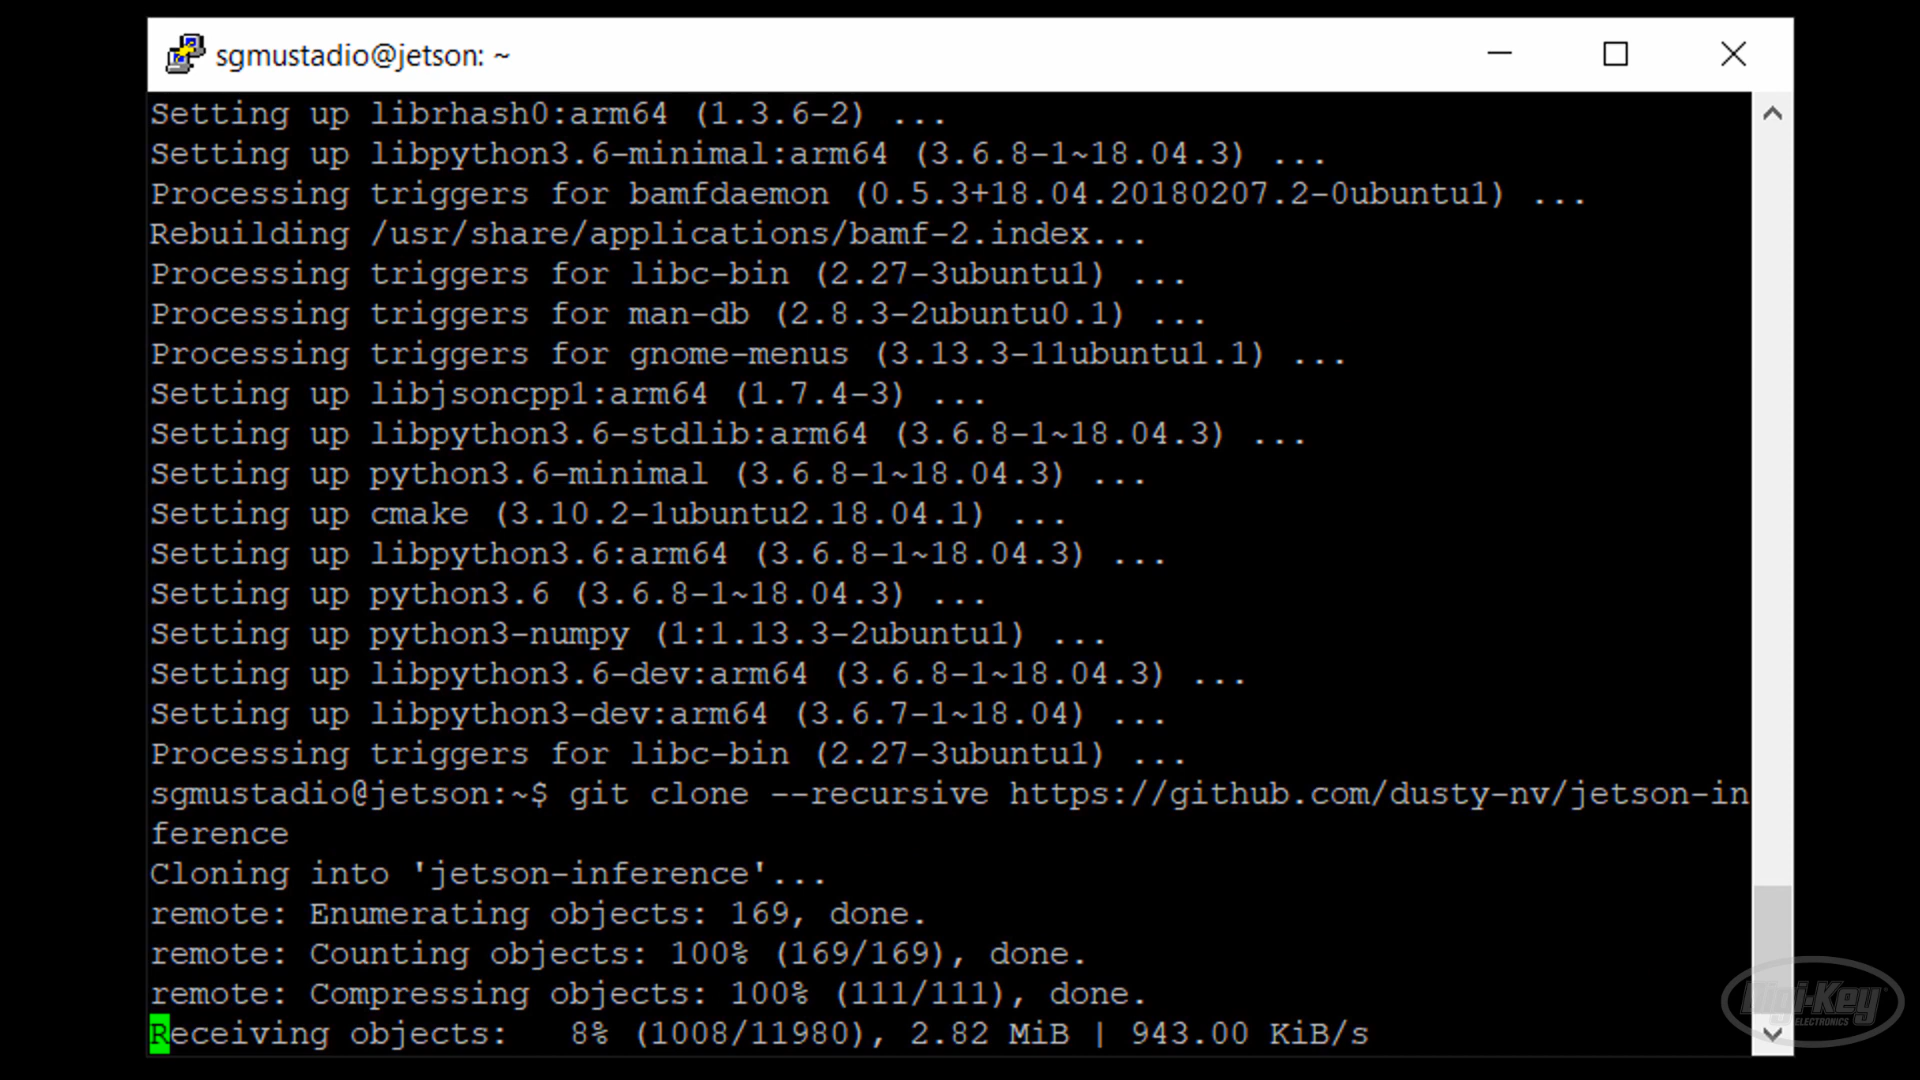 sgmustadio@jetson: ~
Setting up librhash0:arm64 (1.3.6-2) ...
Setting up libpython3.6-minimal:arm64 (3.6.8-1~18.04.3) ...
Processing triggers for bamfdaemon (0.5.3+18.04.20180207.2-0ubuntu1) ...
Rebuilding /usr/share/applications/bamf-2.index...
Processing triggers for libc-bin (2.27-3ubuntu1) ...
Processing triggers for man-db (2.8.3-2ubuntu0.1) ...
Processing triggers for gnome-menus (3.13.3-11ubuntu1.1) ...
Setting up libjsoncpp1:arm64 (1.7.4-3) ...
Setting up libpython3.6-stdlib:arm64 (3.6.8-1~18.04.3) ...
Setting up python3.6-minimal (3.6.8-1~18.04.3) ...
Setting up cmake (3.10.2-1ubuntu2.18.04.1) ...
Setting up libpython3.6:arm64 (3.6.8-1~18.04.3) ...
Setting up python3.6 (3.6.8-1~18.04.3) ...
Setting up python3-numpy (1:1.13.3-2ubuntu1) ...
Setting up libpython3.6-dev:arm64 (3.6.8-1~18.04.3) ...
Setting up libpython3-dev:arm64 (3.6.7-1~18.04) ...
Processing triggers for libc-bin (2.27-3ubuntu1) ...
sgmustadio@jetson:~$ git clone --recursive https://github.com/dusty-nv/jetson-in
ference
Cloning into 'jetson-inference'...
remote: Enumerating objects: 169, done.
remote: Counting objects: 100% (169/169), done.
remote: Compressing objects: 100% (111/111), done.
Receiving objects:   8% (1008/11980), 2.82 MiB | 943.00 KiB/s
Digi-Key
ELECTRONICS